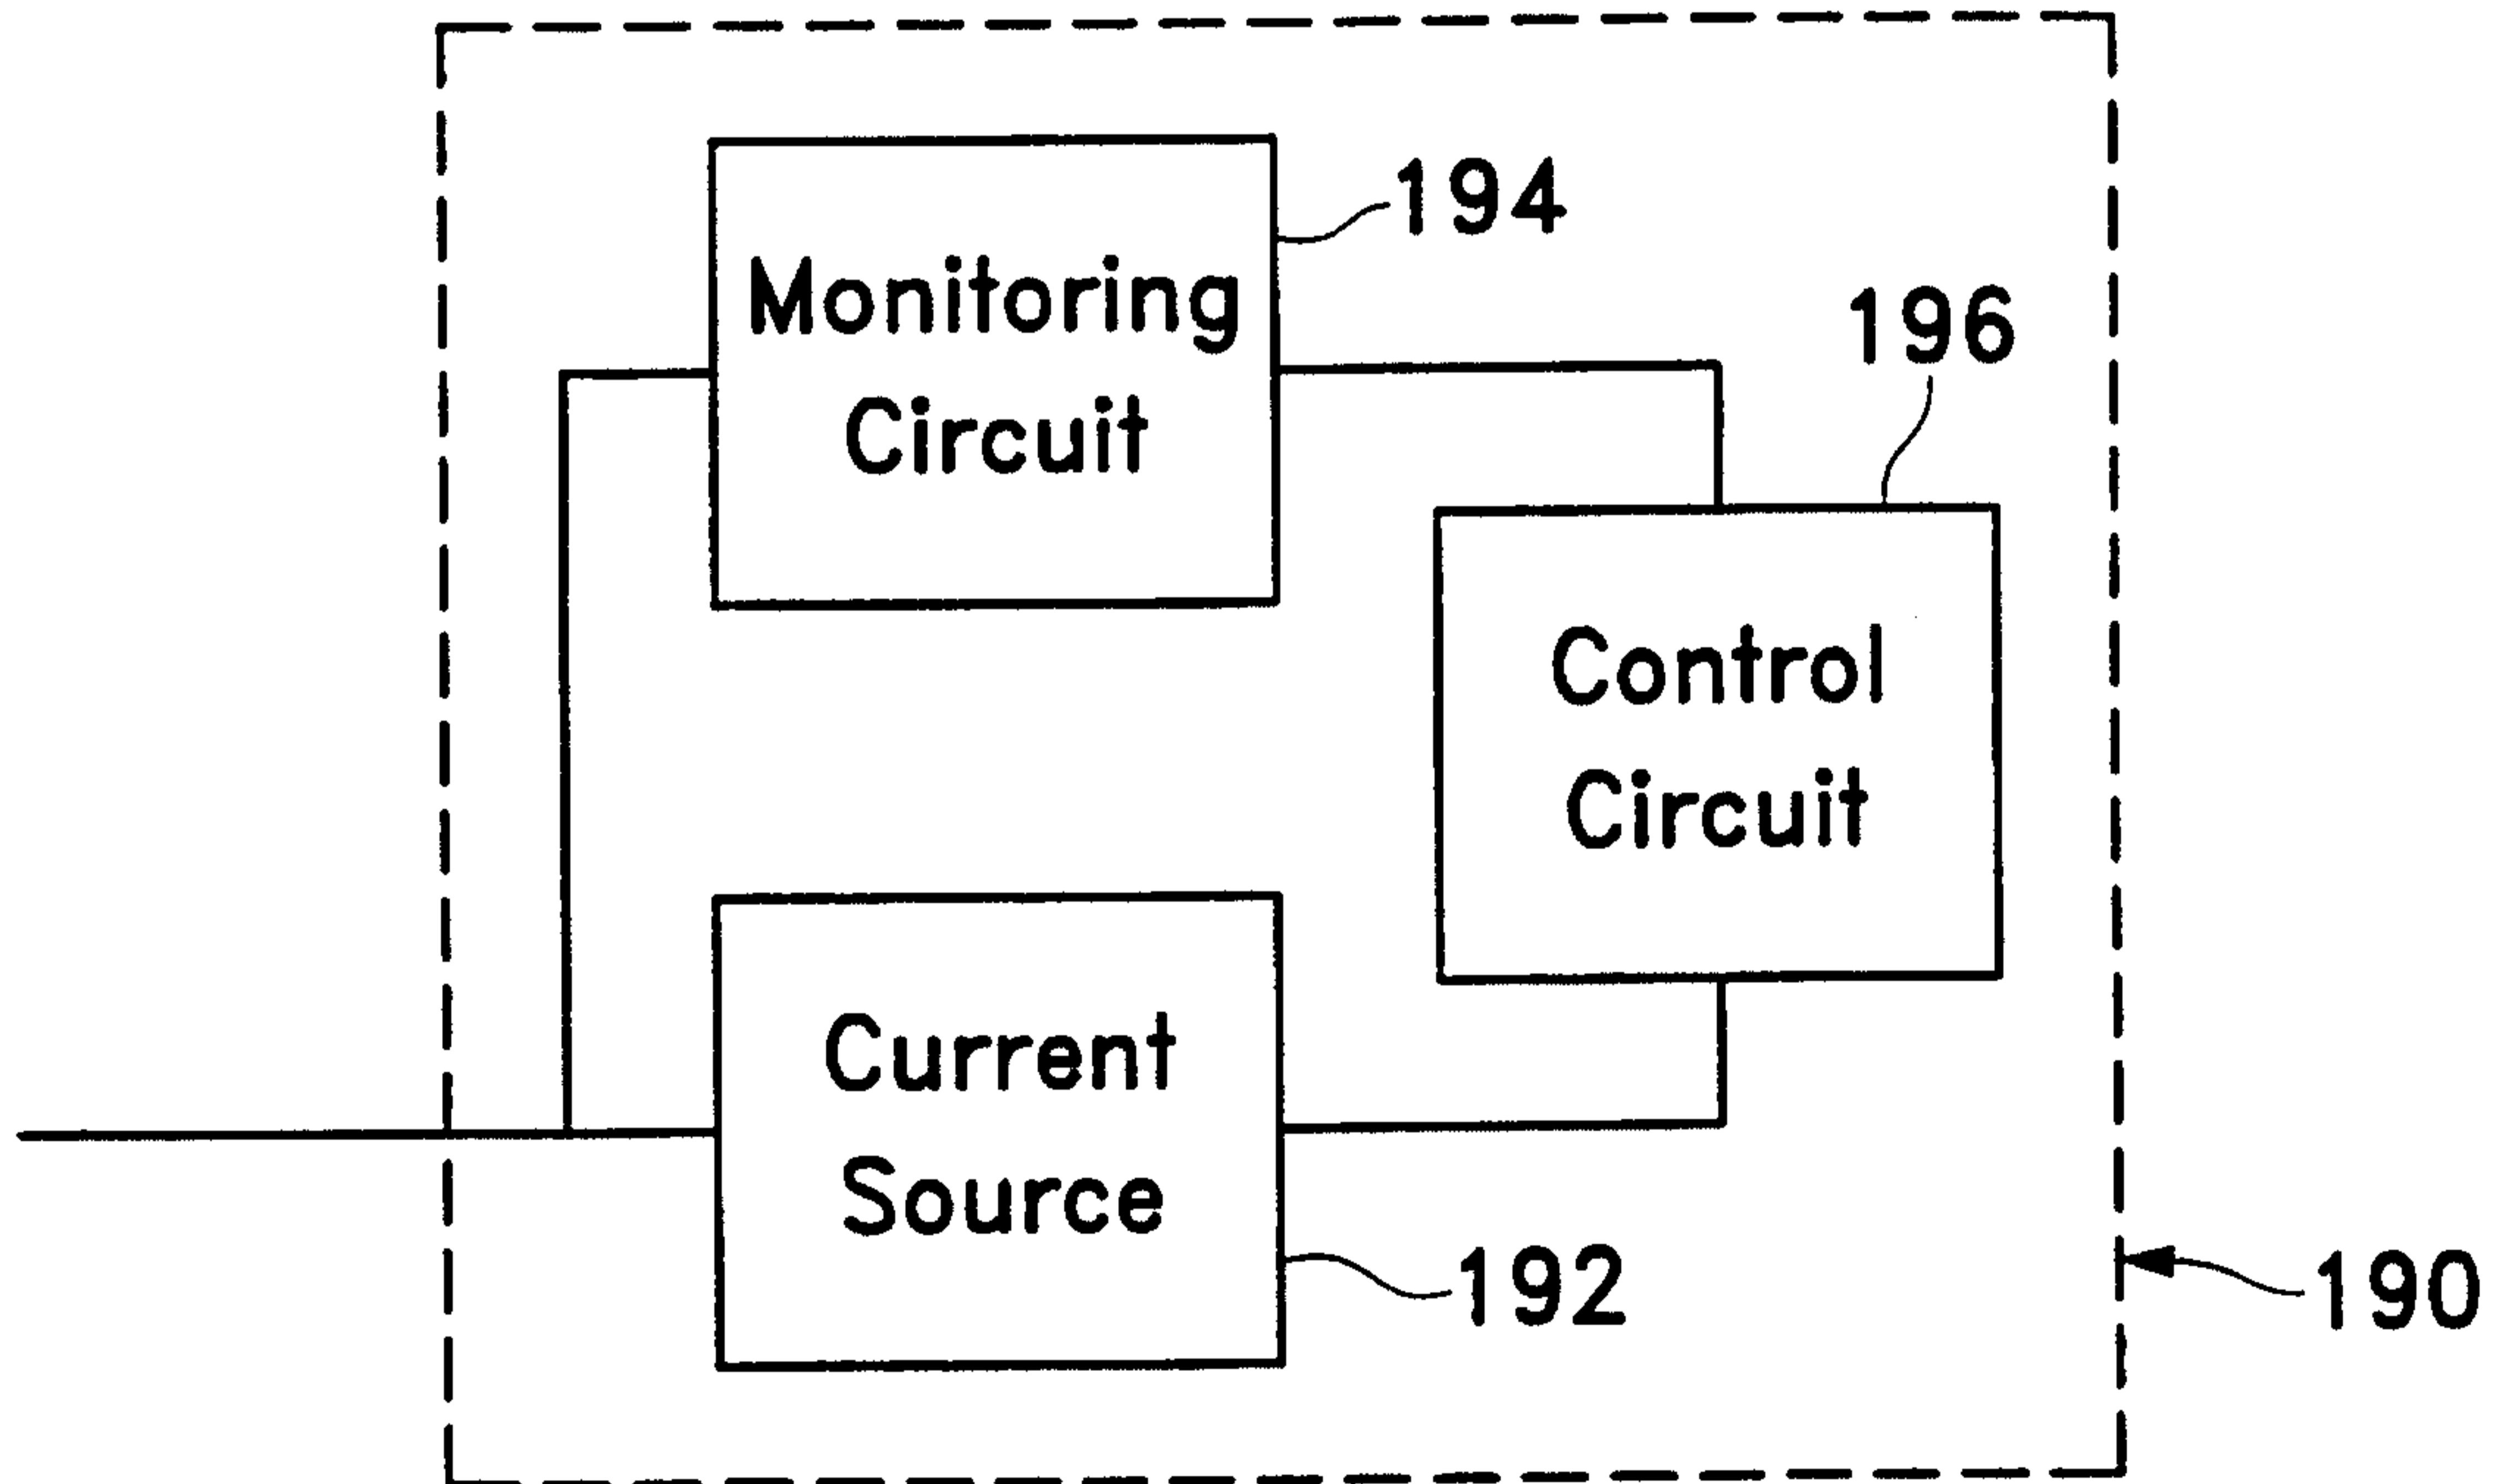 194
Monitoring
Circuit
196
Control
Circuit
Current
Source
192
190